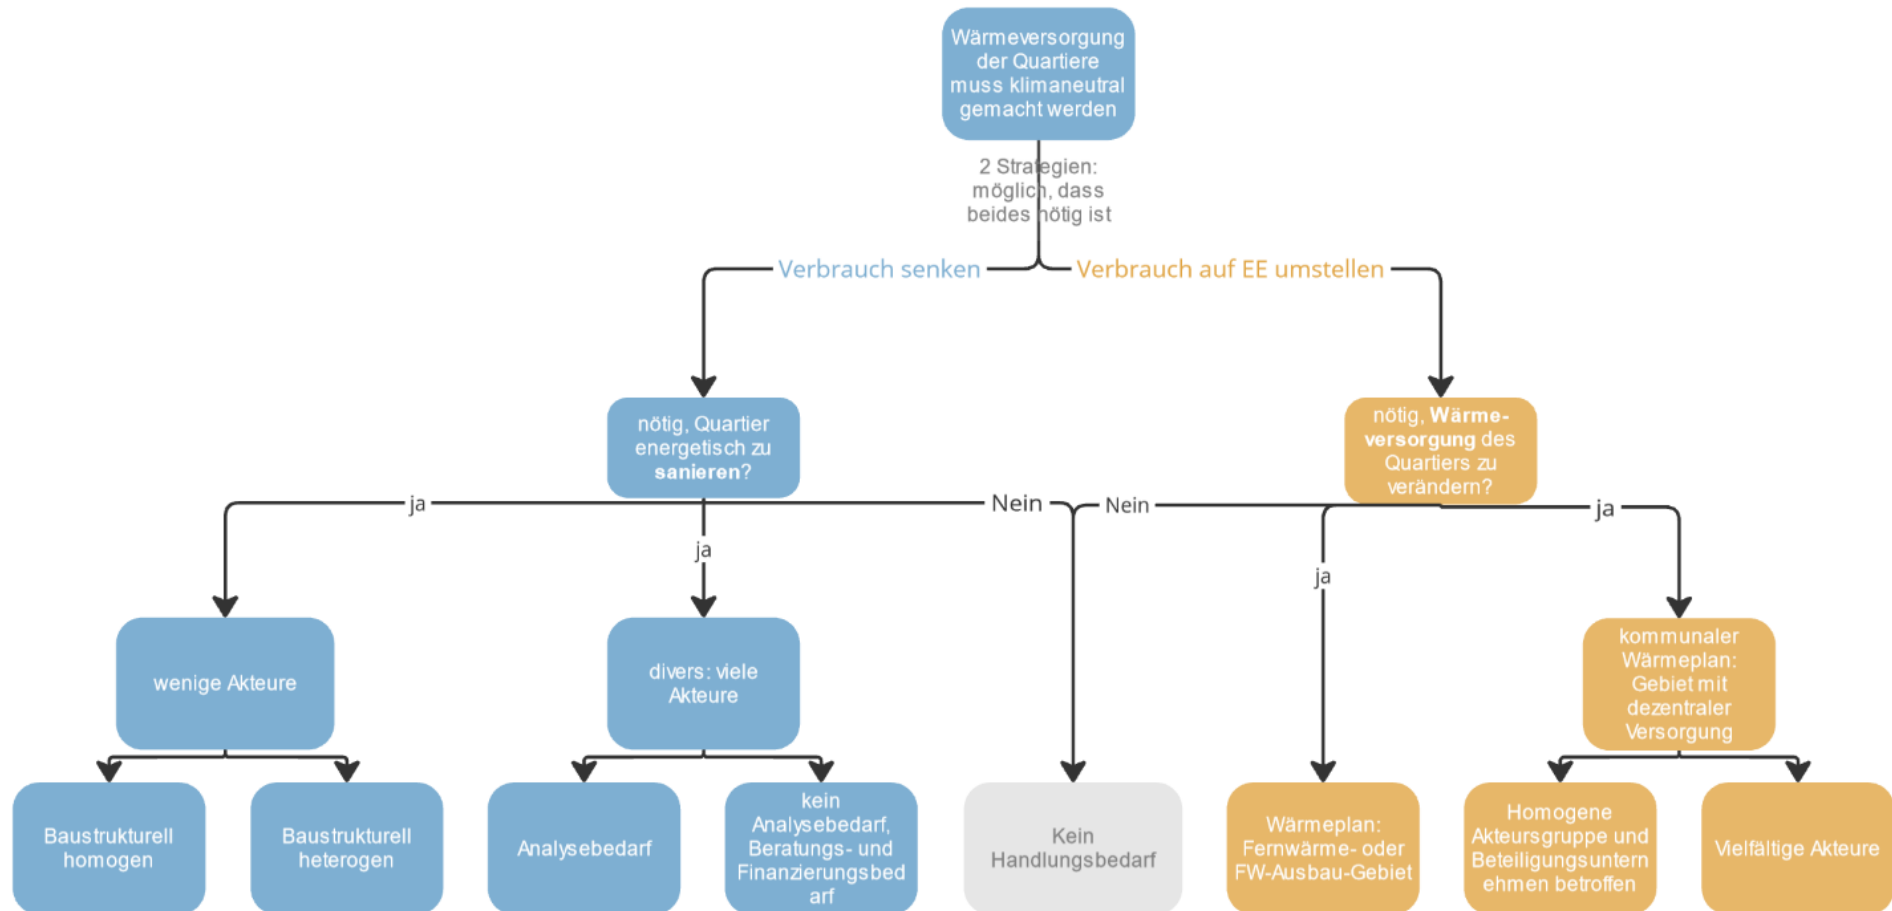 Wärmeversorgung
der Quartiere
muss klimaneutral
gemacht werden
2 Strategien:
möglich, dass
beides nötig ist
Verbrauch senken
Verbrauch auf EE umstellen
nötig, Quartier
energetisch zu
sanieren?
nötig, Wärme-
versorgung des
Quartiers zu
verändern?
ja
Nein
Nein
ja
ja
ja
wenige Akteure
divers: viele
Akteure
kommunaler
Wärmeplan:
Gebiet mit
dezentraler
Versorgung
Baustrukturell
homogen
Baustrukturell
heterogen
Analysebedarf
kein
Analysebedarf,
Beratungs- und
Finanzierungsbed
arf
Kein
Handlungsbedarf
Wärmeplan:
Fernwärme- oder
FW-Ausbau-Gebiet
Homogene
Akteursgruppe und
Beteiligungsuntern
ehmen betroffen
Vielfältige Akteure